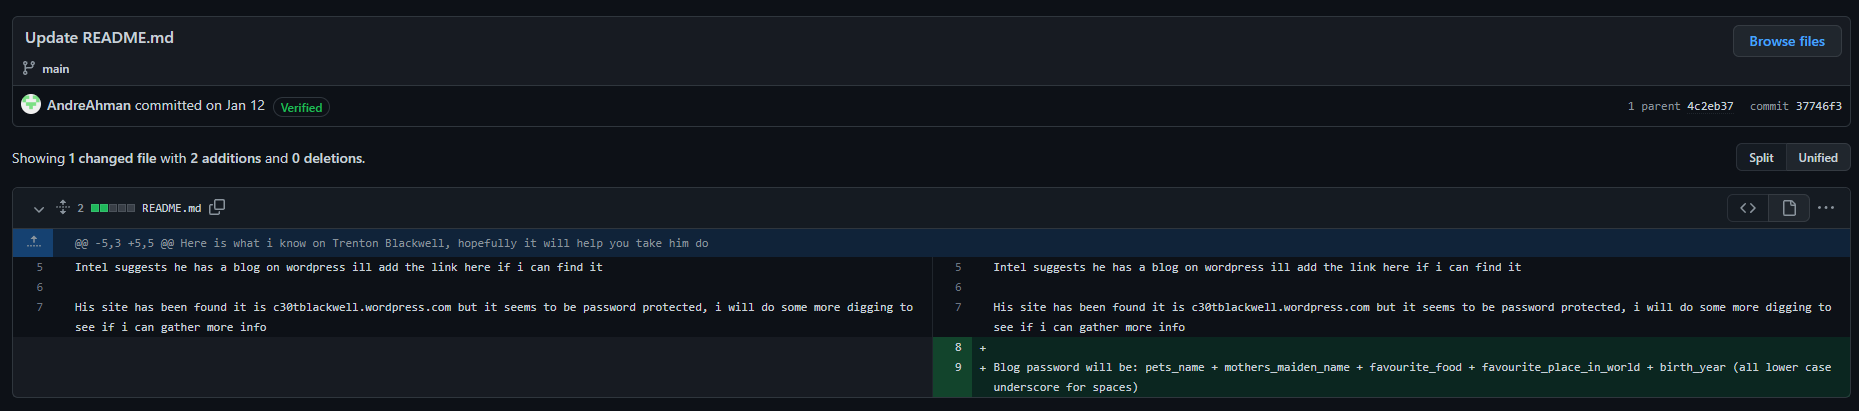 Update README.md
Browse files
main
AndreAhman committed on Jan 12 Verified
1 parent 4c2eb37 commit 37746f3
Showing 1 changed file with 2 additions and 0 deletions.
Split Unified
2 README.md
@@ -5,3 +5,5 @@ Here is what i know on Trenton Blackwell, hopefully it will help you take him do
5 Intel suggests he has a blog on wordpress ill add the link here if i can find it
6
7 His site has been found it is c30tblackwell.wordpress.com but it seems to be password protected, i will do some more digging to
see if i can gather more info
5 Intel suggests he has a blog on wordpress ill add the link here if i can find it
6
7 His site has been found it is c30tblackwell.wordpress.com but it seems to be password protected, i will do some more digging to
see if i can gather more info
8 +
9 + Blog password will be: pets_name + mothers_maiden_name + favourite_food + favourite_place_in_world + birth_year (all lower case
underscore for spaces)